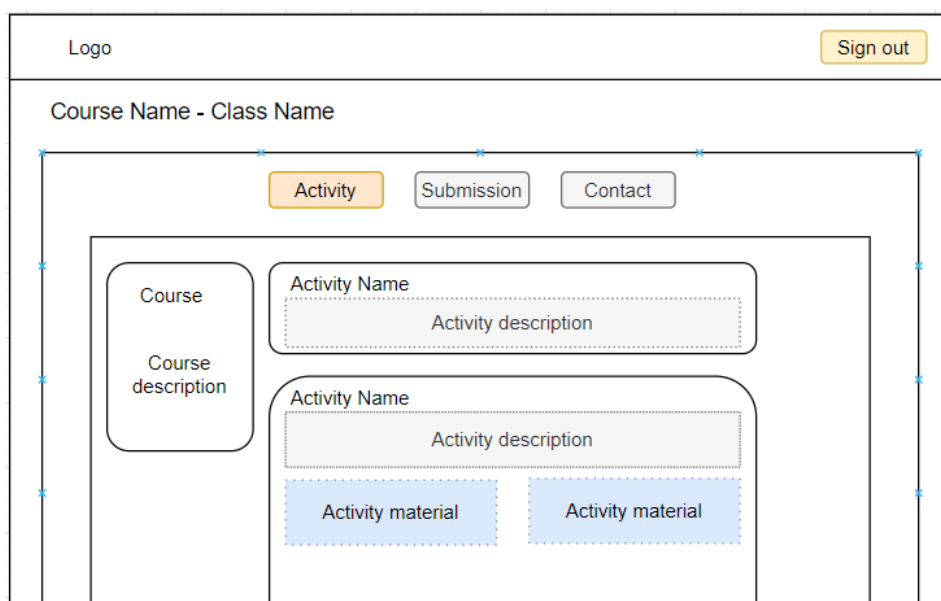 Logo
Sign out
Course Name - Class Name
Activity
Submission
Contact
Course
Course
description
Activity Name
Activity description
Activity Name
Activity description
Activity material
Activity material